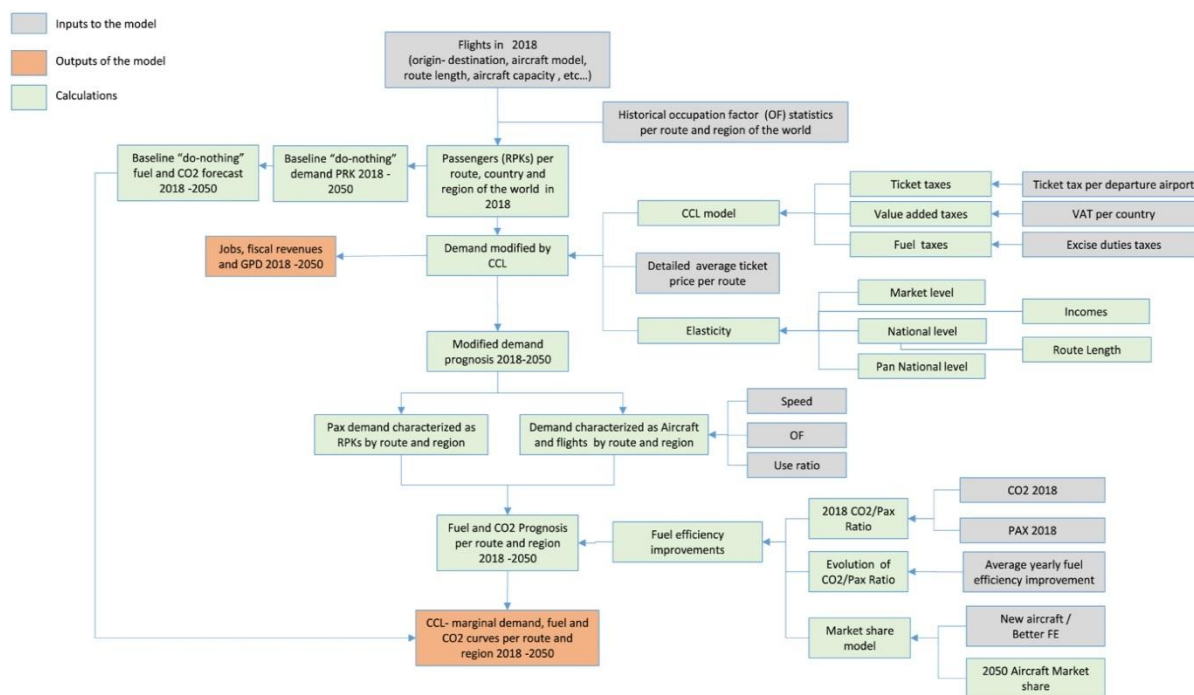 Inputs to the model
Outputs of the model
Calculations
Flights in 2018
(origin- destination, aircraft model,
route length, aircraft capacity , etc...)
Historical occupation factor (OF) statistics
per route and region of the world
Baseline “do-nothing”
fuel and CO2 forecast
2018 -2050
Baseline “do-nothing”
demand PRK 2018 -
2050)
Passengers (RPKs) per
route, country and
region of the world in
2018
Ticket taxes
Ticket tax per departure airport
CCL model
Value added taxes
VAT per country
Fuel taxes
Excise duties taxes
Jobs, fiscal revenues
and GPD 2018 -2050)
Demand modified by
CCL
Detailed average ticket
price per route
Market level
Incomes
Elasticity
National level
Route Length
Pan National level
Modified demand
prognosis 2018-2050
Pax demand characterized as
RPKs by route and region
Demand characterized as Aircraft
and flights by route and region
Speed
OF
Use ratio
Fuel and CO2 Prognosis
per route and region
2018 -2050)
Fuel efficiency
improvements
2018 CO2/Pax
Ratio
CO2 2018
PAX 2018
Evolution of
CO2/Pax Ratio
Average yearly fuel
efficiency improvement
Market share
model
New aircraft /
Better FE
2050 Aircraft Market
share
CCL- marginal demand, fuel and
CO2 curves per route and
region 2018 -2050